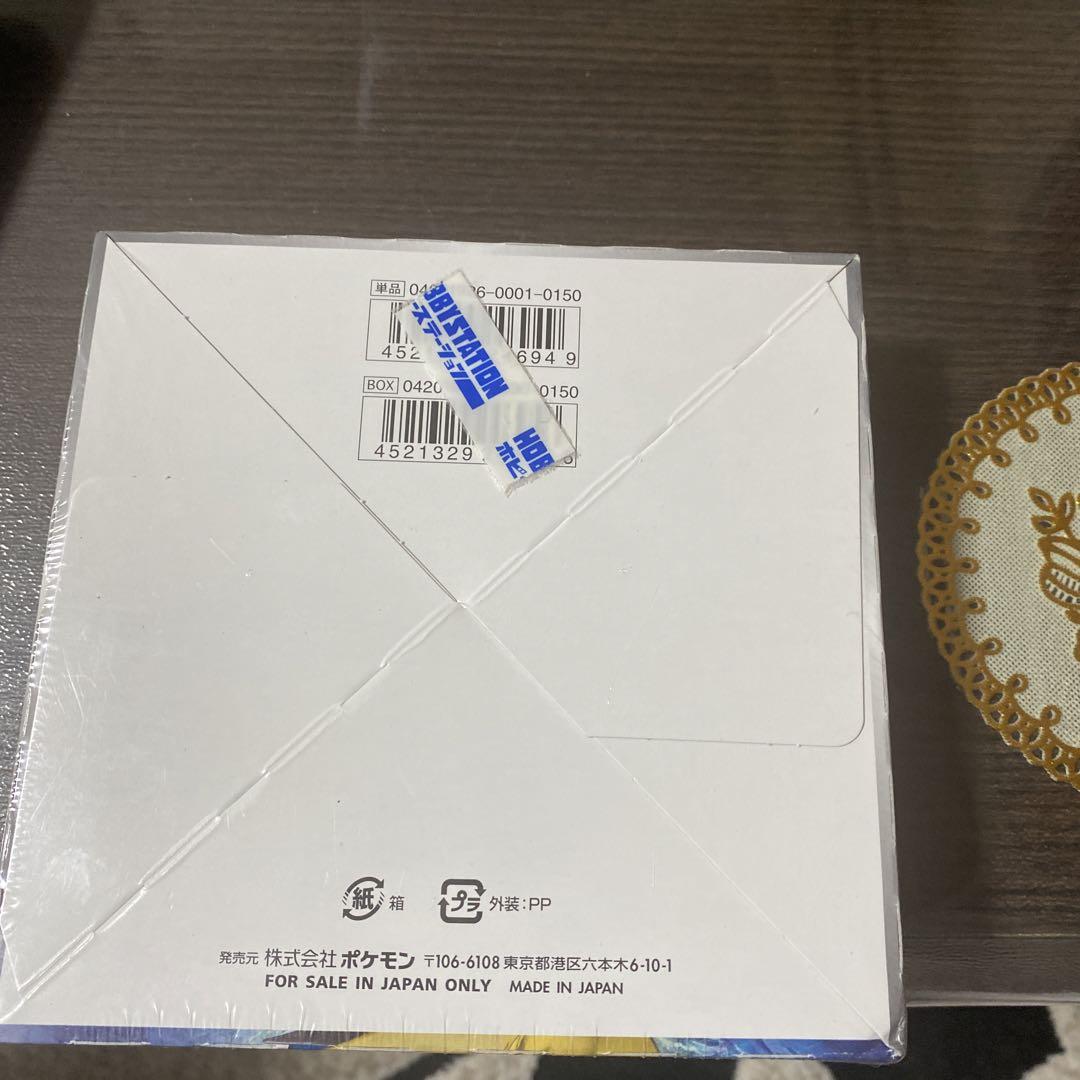 単品 04 26-0001-0150
452 6949
BOX 0420 0150
4521329
BBYSTATION
ーステーション
HOB
ホビ
紙 箱 プラ 外装:PP
発売元 株式会社 ポケモン 〒106-6108 東京都港区六本木6-10-1
FOR SALE IN JAPAN ONLY MADE IN JAPAN